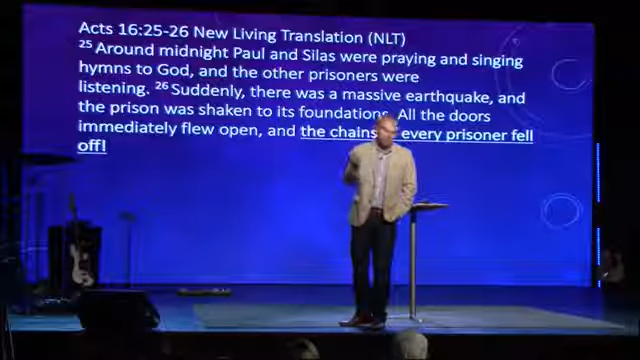 Acts 16:25-26 New Living Translation (NLT)
25 Around midnight Paul and Silas were praying and singing
hymns to God, and the other prisoners were
listening. 26 Suddenly, there was a massive earthquake, and
the prison was shaken to its foundations. All the doors
immediately flew open, and the chains every prisoner fell
off!